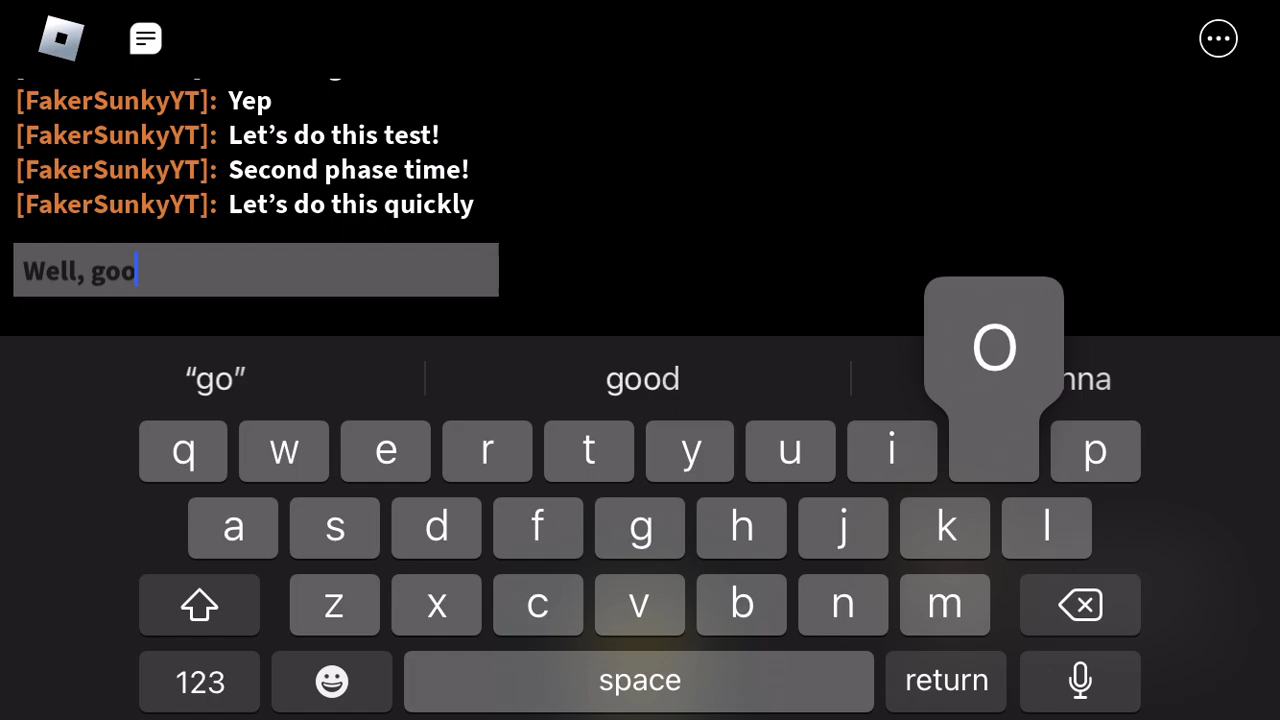 [FakerSunkyYT]: Yep
[FakerSunkyYT]: Let’s do this test!
[FakerSunkyYT]: Second phase time!
[FakerSunkyYT]: Let’s do this quickly
Well, goo
“go” good nna
O
q w e r t y u i p
a s d f g h j k l
z x c v b n m
123 space return